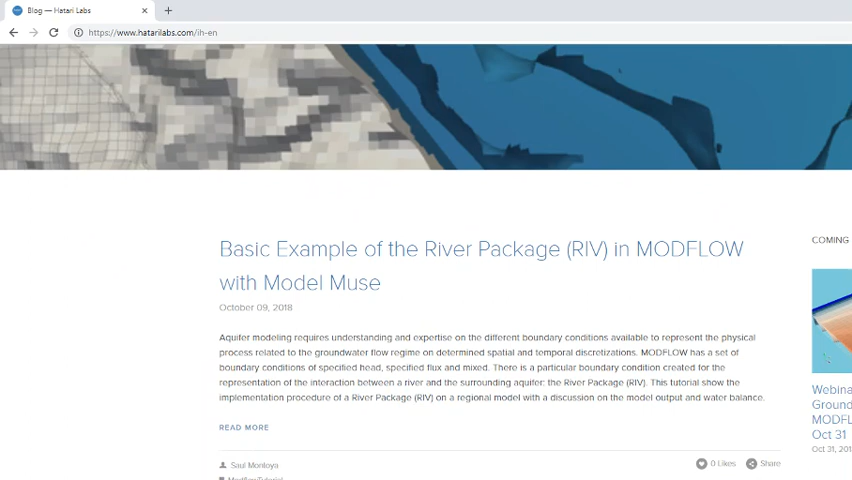 Blog — Hatari Labs
https://www.hatarilabs.com/ih-en
Basic Example of the River Package (RIV) in MODFLOW
with Model Muse
October 09, 2018
Aquifer modeling requires understanding and expertise on the different boundary conditions available to represent the physical
process related to the groundwater flow regime on determined spatial and temporal discretizations. MODFLOW has a set of
boundary conditions of specified head, specified flux and mixed. There is a particular boundary condition created for the
representation of the interaction between a river and the surrounding aquifer: the River Package (RIV). This tutorial show the
implementation procedure of a River Package (RIV) on a regional model with a discussion on the model output and water balance.
READ MORE
Saul Montoya
0 Likes
Share
COMING
Webina
Ground
MODFL
Oct 31
Oct 31, 201